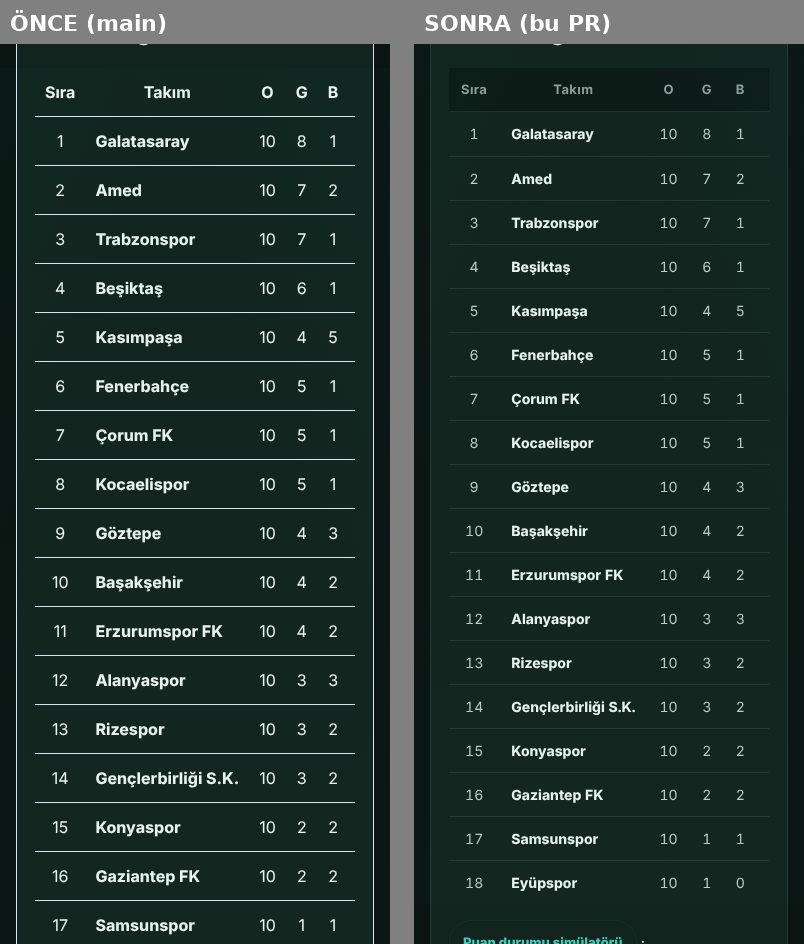 ÖNCE (main)
Sıra Takım O G B
1 Galatasaray 10 8 1
2 Amed 10 7 2
3 Trabzonspor 10 7 1
4 Beşiktaş 10 6 1
5 Kasımpaşa 10 4 5
6 Fenerbahçe 10 5 1
7 Çorum FK 10 5 1
8 Kocaelispor 10 5 1
9 Göztepe 10 4 3
10 Başakşehir 10 4 2
11 Erzurumspor FK 10 4 2
12 Alanyaspor 10 3 3
13 Rizespor 10 3 2
14 Gençlerbirliği S.K. 10 3 2
15 Konyaspor 10 2 2
16 Gaziantep FK 10 2 2
17 Samsunspor 10 1 1
SONRA (bu PR)
Sıra Takım O G B
1 Galatasaray 10 8 1
2 Amed 10 7 2
3 Trabzonspor 10 7 1
4 Beşiktaş 10 6 1
5 Kasımpaşa 10 4 5
6 Fenerbahçe 10 5 1
7 Çorum FK 10 5 1
8 Kocaelispor 10 5 1
9 Göztepe 10 4 3
10 Başakşehir 10 4 2
11 Erzurumspor FK 10 4 2
12 Alanyaspor 10 3 3
13 Rizespor 10 3 2
14 Gençlerbirliği S.K. 10 3 2
15 Konyaspor 10 2 2
16 Gaziantep FK 10 2 2
17 Samsunspor 10 1 1
18 Eyüpspor 10 1 0
Puan durumu simülatörü